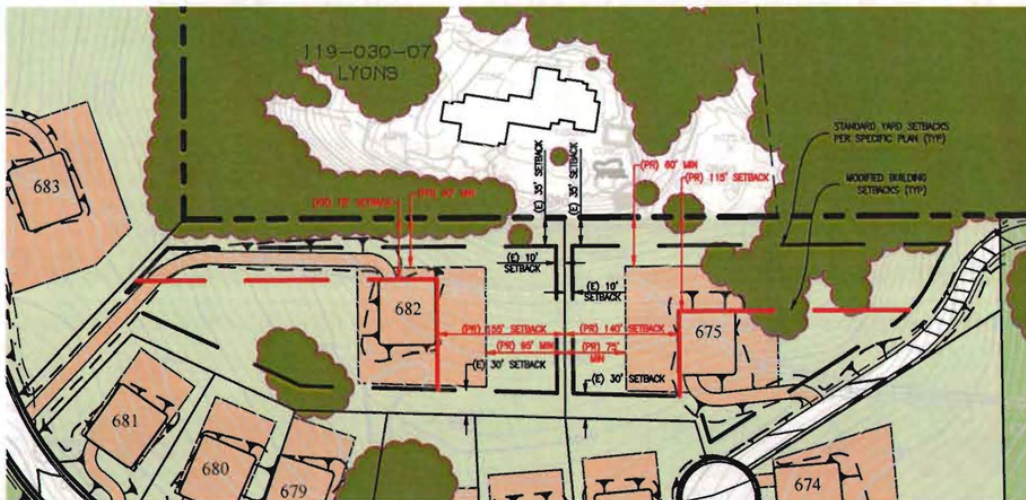 119-030-07
LYONS
STANDARD YARD SETBACKS
PER SPECIFIC PLAN (TYP)
MODIFIED BUILDING
SETBACKS (TYP)
683
(E) 35' SETBACK
(E) 35' SETBACK
(PR) 60' MIN
(PR) 115' SETBACK
SETBACK
MIN
(E) 10'
SETBACK
(E) 10'
SETBACK
682
675
(PR) 155' SETBACK
(PR) 140' SETBACK
(PR) 95' MIN
(PR) 75'
MIN
(E) 30' SETBACK
(E) 30' SETBACK
681
680
679
674